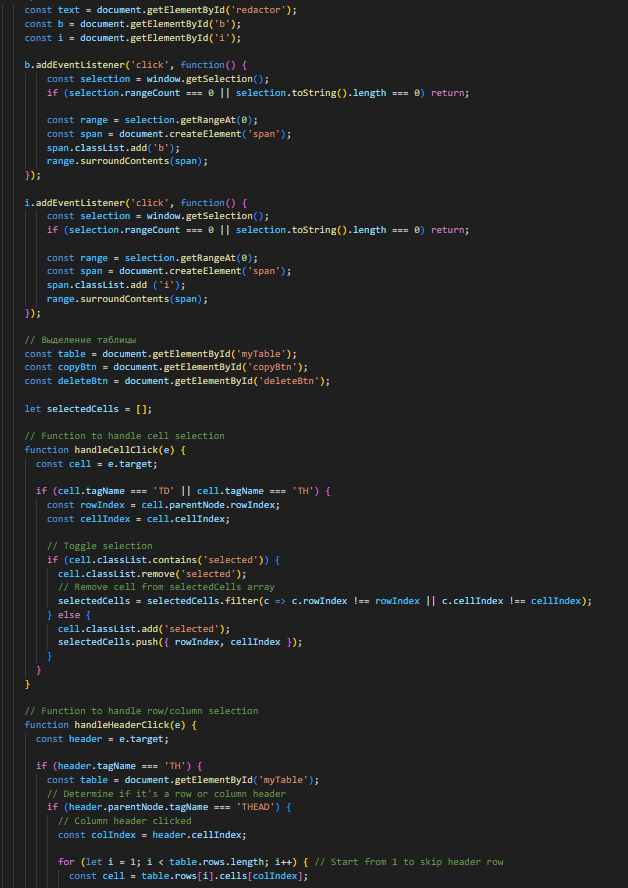 const text = document.getElementById('redactor');
const b = document.getElementById('b');
const i = document.getElementById('i');

b.addEventListener('click', function() {
    const selection = window.getSelection();
    if (selection.rangeCount === 0 || selection.toString().length === 0) return;

    const range = selection.getRangeAt(0);
    const span = document.createElement('span');
    span.classList.add('b');
    range.surroundContents(span);
});

i.addEventListener('click', function() {
    const selection = window.getSelection();
    if (selection.rangeCount === 0 || selection.toString().length === 0) return;

    const range = selection.getRangeAt(0);
    const span = document.createElement('span');
    span.classList.add ('i');
    range.surroundContents(span);
});

// Выделение таблицы
const table = document.getElementById('myTable');
const copyBtn = document.getElementById('copyBtn');
const deleteBtn = document.getElementById('deleteBtn');

let selectedCells = [];

// Function to handle cell selection
function handleCellClick(e) {
  const cell = e.target;

  if (cell.tagName === 'TD' || cell.tagName === 'TH') {
    const rowIndex = cell.parentNode.rowIndex;
    const cellIndex = cell.cellIndex;

    // Toggle selection
    if (cell.classList.contains('selected')) {
      cell.classList.remove('selected');
      // Remove cell from selectedCells array
      selectedCells = selectedCells.filter(c => c.rowIndex !== rowIndex || c.cellIndex !== cellIndex);
    } else {
      cell.classList.add('selected');
      selectedCells.push({ rowIndex, cellIndex });
    }
  }
}

// Function to handle row/column selection
function handleHeaderClick(e) {
  const header = e.target;

  if (header.tagName === 'TH') {
    const table = document.getElementById('myTable');
    // Determine if it's a row or column header
    if (header.parentNode.tagName === 'THEAD') {
      // Column header clicked
      const colIndex = header.cellIndex;

      for (let i = 1; i < table.rows.length; i++) { // Start from 1 to skip header row
        const cell = table.rows[i].cells[colIndex];